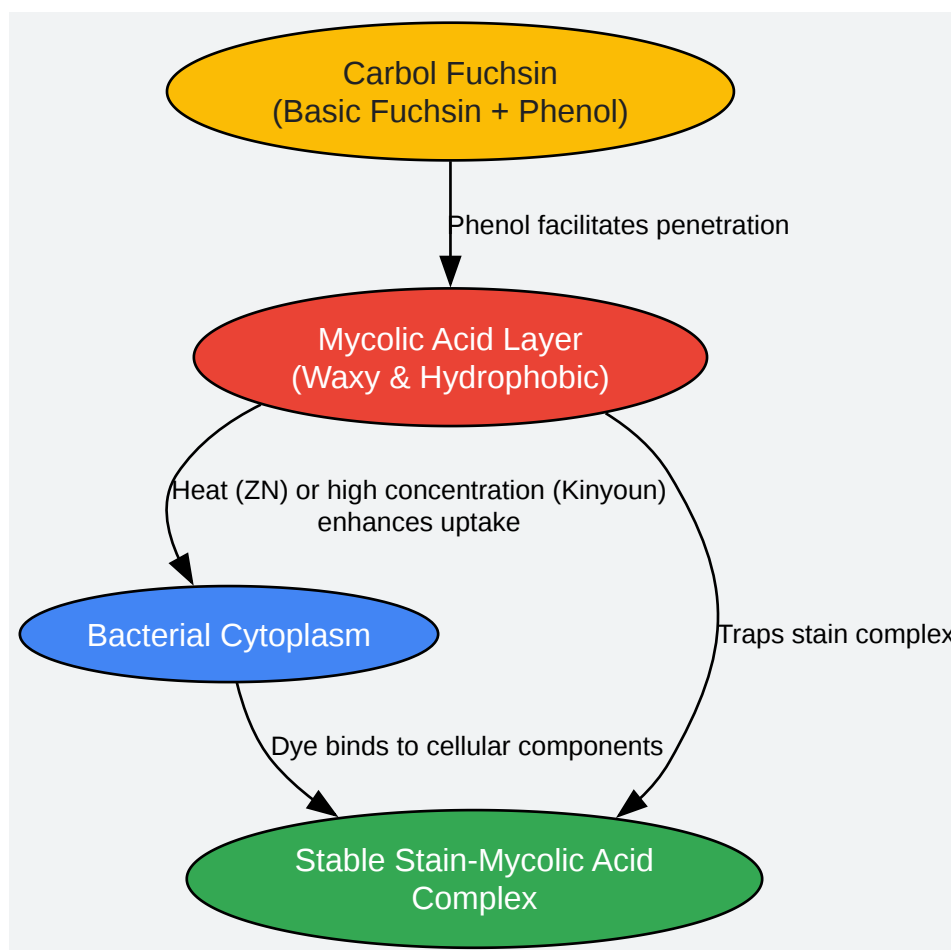 Carbol Fuchsin
(Basic Fuchsin + Phenol)
Phenol facilitates penetration
Mycolic Acid Layer
(Waxy & Hydrophobic)
Heat (ZN) or high concentration (Kinyoun)
enhances uptake
Bacterial Cytoplasm
Traps stain complex
Dye binds to cellular components
Stable Stain-Mycolic Acid
Complex